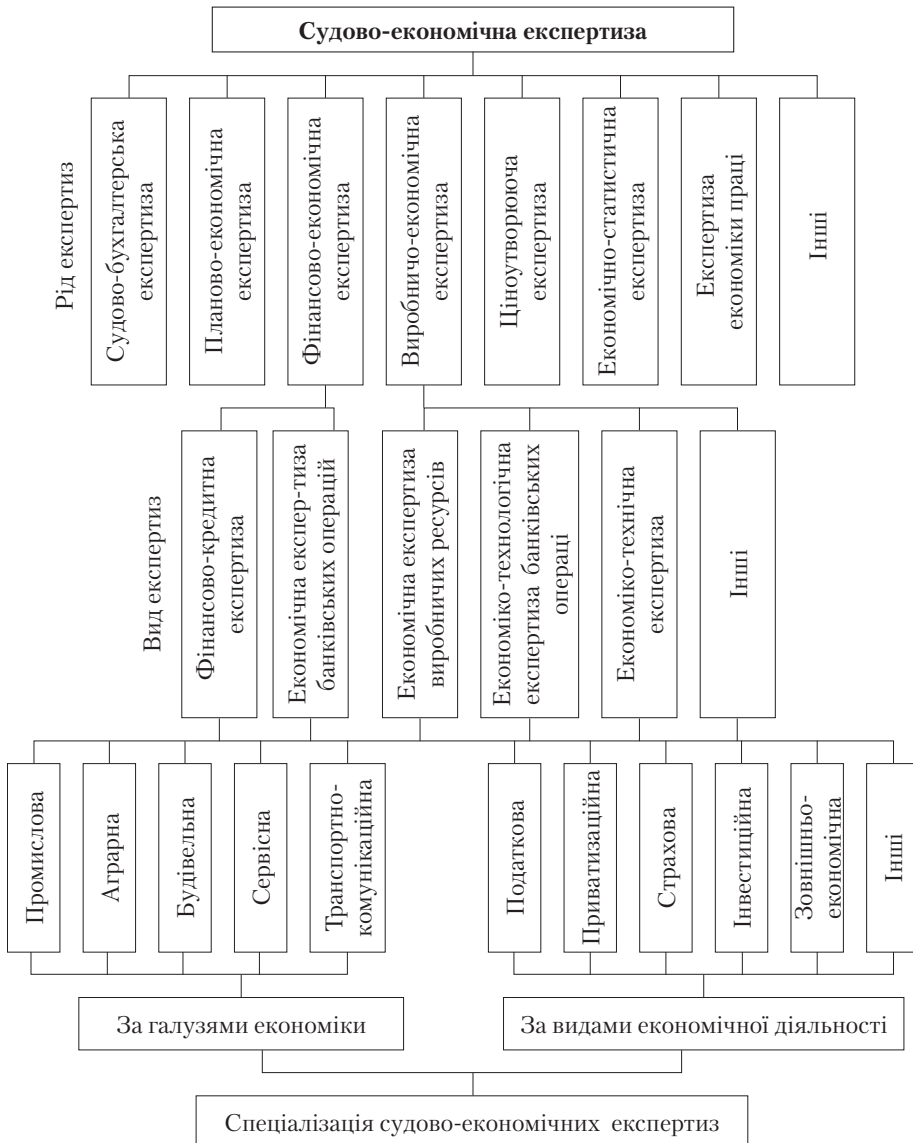 Судово-економічна експертиза
Рід експертиз
Судово-бухгалтерська
експертиза
Планово-економічна
експертиза
Фінансово-економічна
експертиза
Виробничо-економічна
експертиза
Ціноутворююча
експертиза
Економічно-статистична
експертиза
Експертиза
економіки праці
Інші
Вид експертиз
Фінансово-кредитна
експертиза
Економічна експер-тиза
банківських операцій
Економічна експертиза
виробничих ресурсів
Економіко-технологічна
експертиза банківських
операці
Економіко-технічна
експертиза
Інші
Промислова
Аграрна
Будівельна
Сервісна
Транспортно-
комунікаційна
Податкова
Приватизаційна
Страхова
Інвестиційна
Зовнішньо-
економічна
Інші
За галузями економіки
За видами економічної діяльності
Спеціалізація судово-економічних експертиз